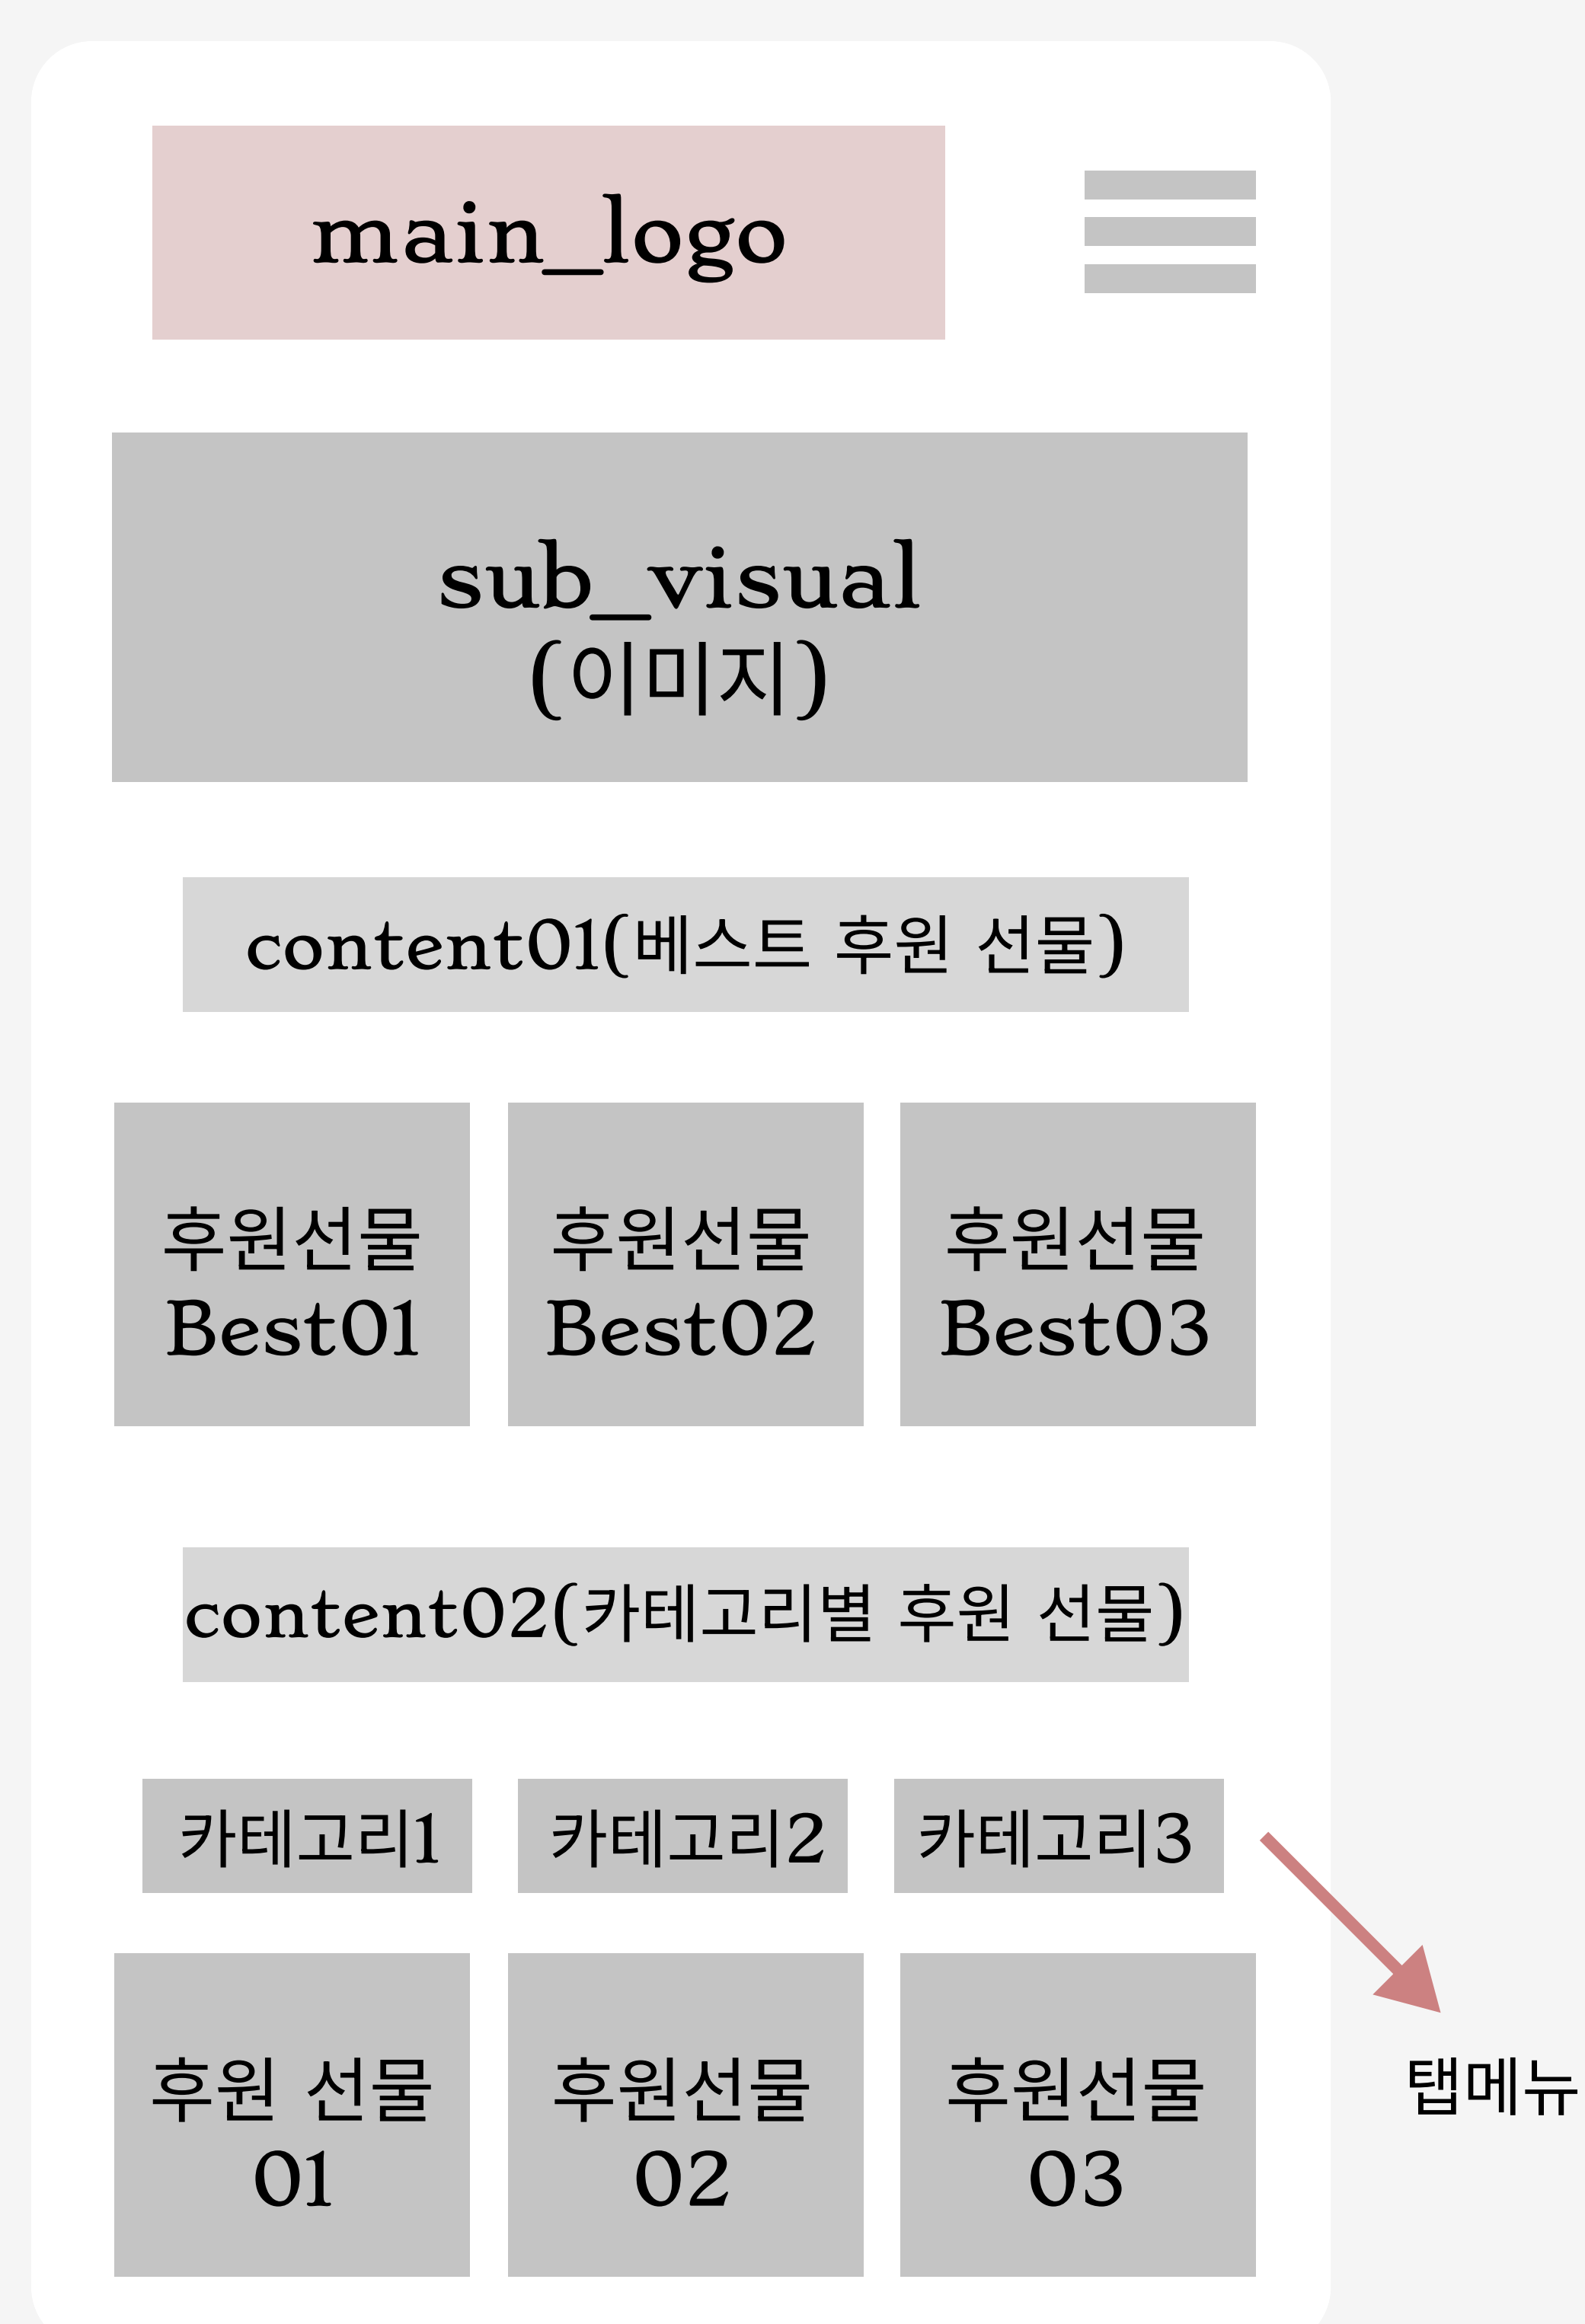 main_logo
sub_visual
(이미지)
content01(베스트 후원 선물)
후원선물
Best01
후원선물
Best02
후원선물
Best03
content02(카테고리별 후원 선물)
카테고리1
카테고리2
카테고리3
후원 선물
01
후원선물
02
후원선물
03
탭메뉴